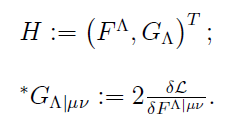 H := (F^Λ, G_Λ)^T ;
*G_{Λ|μν} := 2 δℒ/δF^{Λ|μν}.